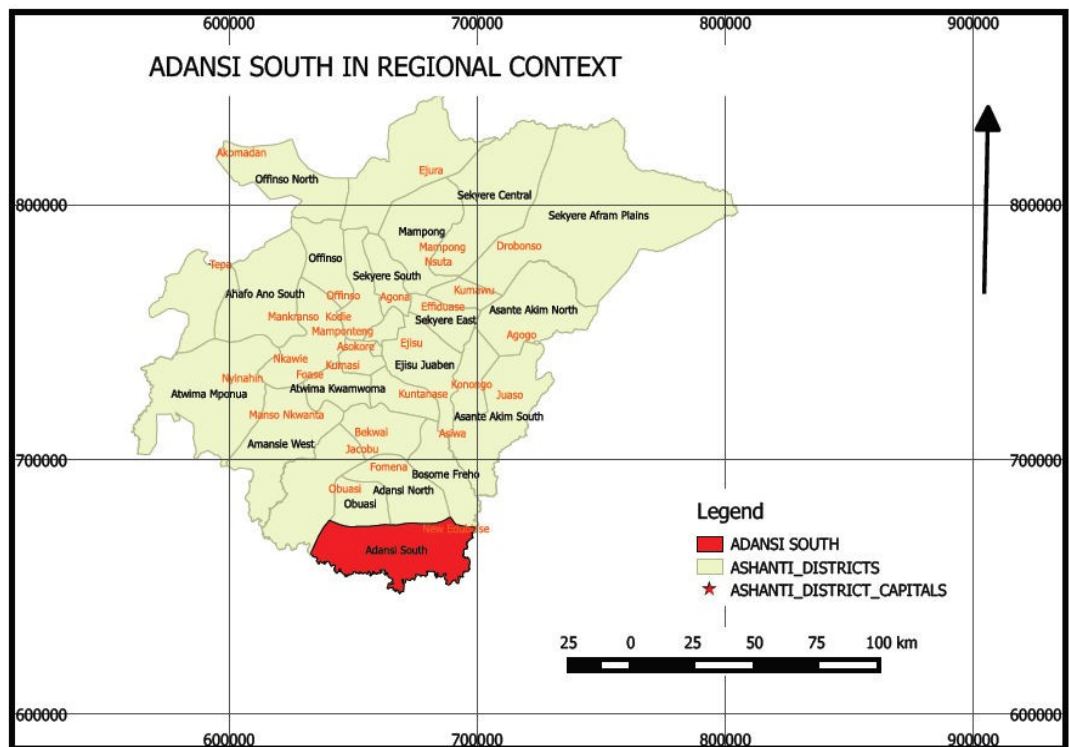 600000 700000 800000 900000
ADANSI SOUTH IN REGIONAL CONTEXT
Akomadan
Offinso North
Ejura
Sekyere Central
800000 800000
Sekyere Afram Plains
Mampong
Mampong
Drobonso
Nsuta
Offinso
Tepa
Sekyere South
Ahafo Ano South
Offinso
Agona
Kumawu
Effiduase
Asante Akim North
Mankranso
Kodie
Sekyere East
Mamponteng
Agogo
Asokore
Ejisu
Nkawie
Kumasi
Ejisu Juaben
Foase
Nyinahin
Atwima Kwamwoma
Konongo
Atwima Mponua
Kuntanase
Juaso
Manso Nkwanta
Asante Akim South
Bekwai
Asiwa
Amansie West
Jacobu
700000 700000
Fomena
Bosome Freho
Obuasi
Adansi North
Obuasi
New Edubiase
Adansi South
Legend
ADANSI SOUTH
ASHANTI_DISTRICTS
ASHANTI_DISTRICT_CAPITALS
25 0 25 50 75 100 km
600000 600000
600000 700000 800000 900000